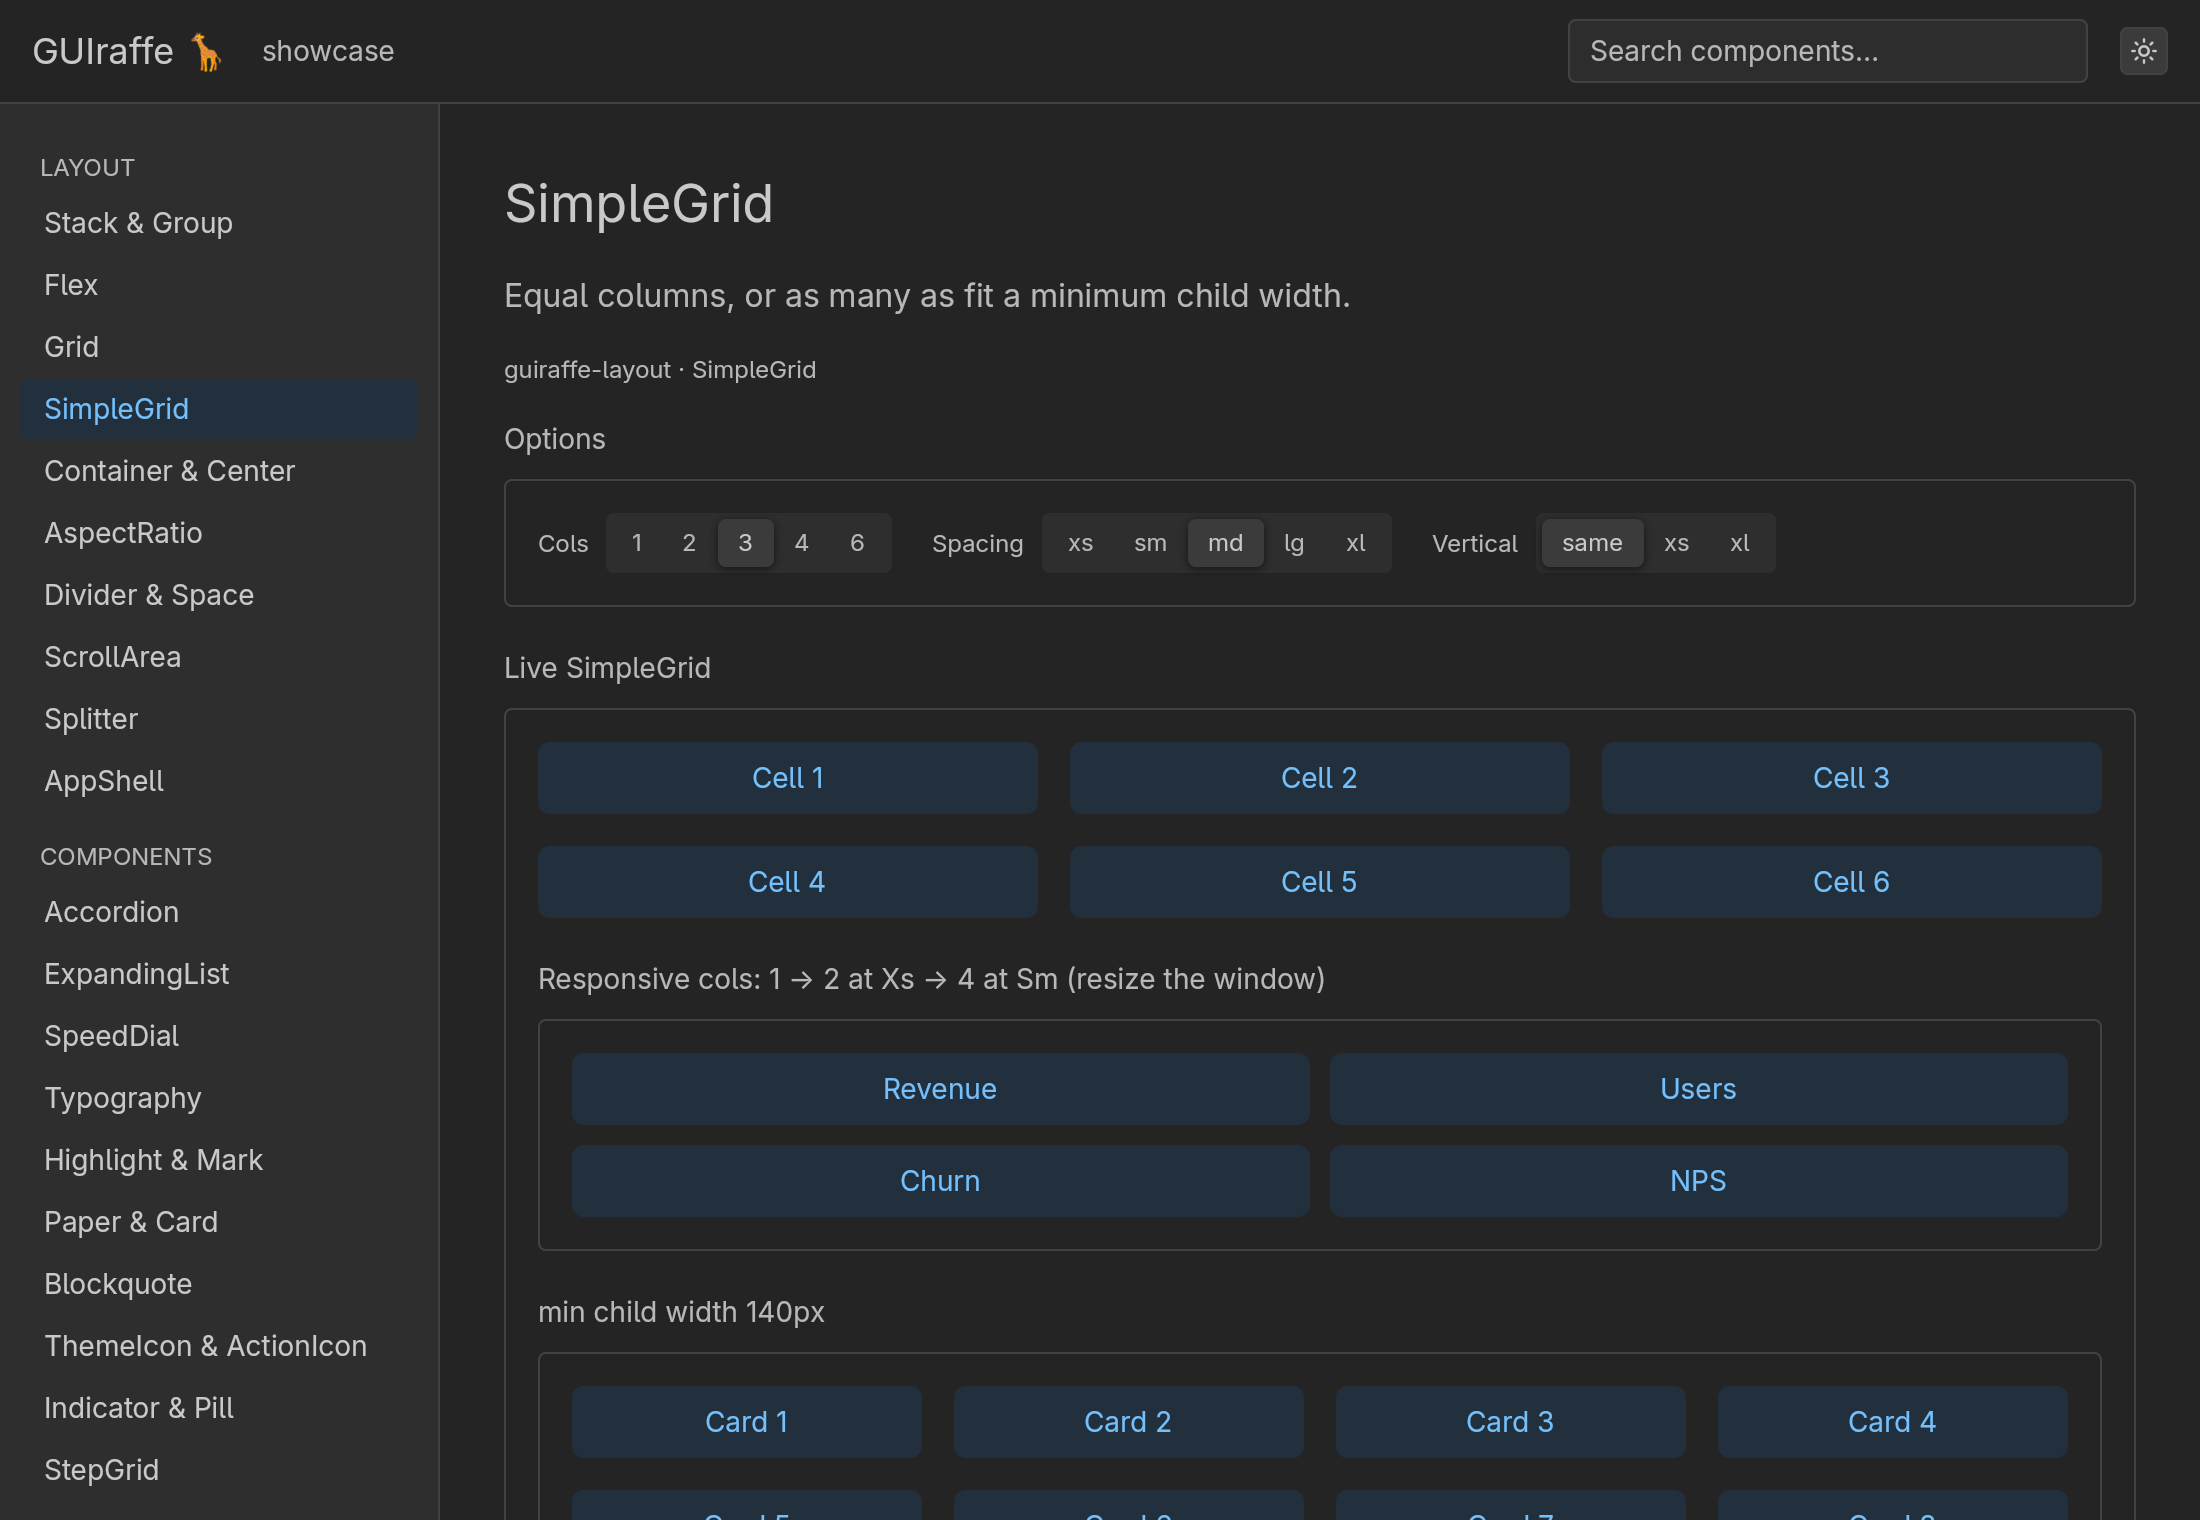 GUIraffe 🦒 showcase Search components...
LAYOUT
Stack & Group
Flex
Grid
SimpleGrid
Container & Center
AspectRatio
Divider & Space
ScrollArea
Splitter
AppShell
COMPONENTS
Accordion
ExpandingList
SpeedDial
Typography
Highlight & Mark
Paper & Card
Blockquote
ThemeIcon & ActionIcon
Indicator & Pill
StepGrid
SimpleGrid
Equal columns, or as many as fit a minimum child width.
guiraffe-layout · SimpleGrid
Options
Cols 1 2 3 4 6 Spacing xs sm md lg xl Vertical same xs xl
Live SimpleGrid
Cell 1 Cell 2 Cell 3
Cell 4 Cell 5 Cell 6
Responsive cols: 1 → 2 at Xs → 4 at Sm (resize the window)
Revenue Users
Churn NPS
min child width 140px
Card 1 Card 2 Card 3 Card 4